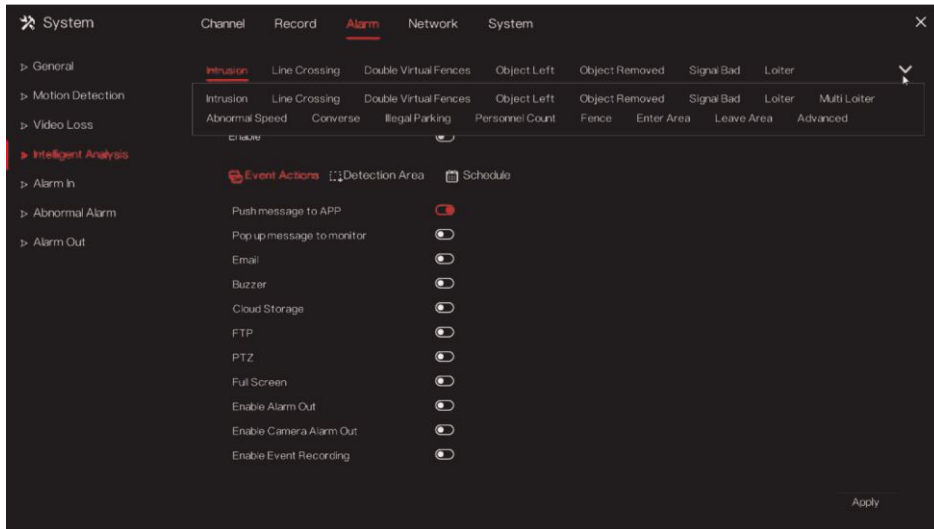 System Channel Record Alarm Network System
General
Motion Detection
Video Loss
Intelligent Analysis
Alarm In
Abnormal Alarm
Alarm Out
Intrusion Line Crossing Double Virtual Fences Object Left Object Removed Signal Bad Loiter
Intrusion Line Crossing Double Virtual Fences Object Left Object Removed Signal Bad Loiter Multi Loiter
Abnormal Speed Converse Illegal Parking Personnel Count Fence Enter Area Leave Area Advanced
Enable
Event Actions Detection Area Schedule
Push message to APP
Pop up message to monitor
Email
Buzzer
Cloud Storage
FTP
PTZ
Full Screen
Enable Alarm Out
Enable Camera Alarm Out
Enable Event Recording
Apply